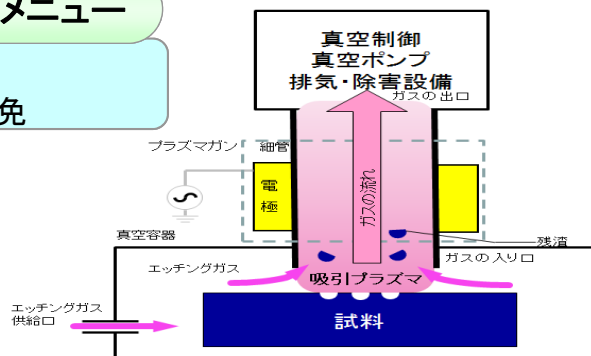 メニュー
免
真空制御
真空ポンプ
排気・除害設備
ガスの出口
プラズマガン
細管
電極
ガスの流れ
残渣
真空容器
ガスの入り口
エッチングガス
吸引プラズマ
エッチングガス
供給口
試料